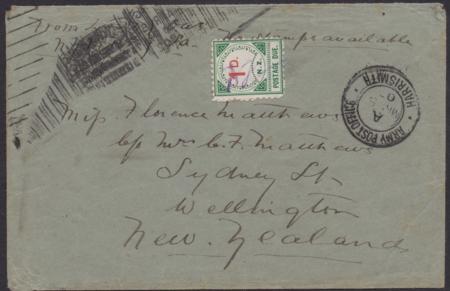 From
no stamps available
1D.
N.Z.
POSTAGE DUE.
ARMY POST OFFICE
HARRISMITH
A
Miss Florence Matthews
c/o Mrs C. F. Matthews
Sydney St
Wellington
New Zealand